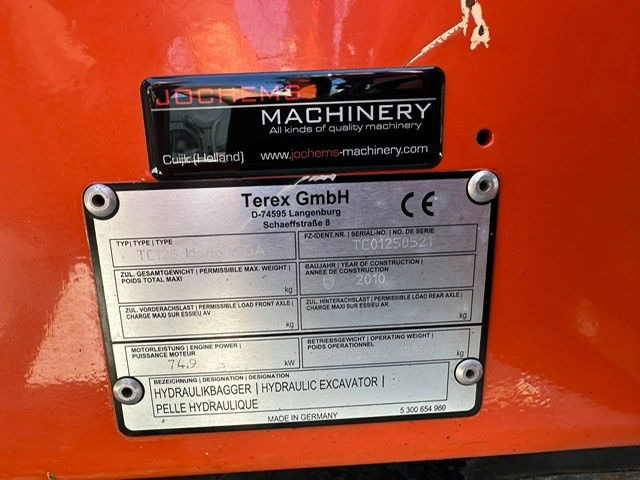 JOCHEMS
MACHINERY
All kinds of quality machinery
Cuijk (Holland) www.jochems-machinery.com
Terex GmbH
D-74595 Langenburg
Schaeffstraße 8
CE
TYP| TYPE | TYPE
TC125
FZ-IDENT.NR. | SERIAL-NO. | NO. DE SERIE
TC01250521
ZUL. GESAMTGEWICHT | PERMISSIBLE MAX. WEIGHT |
POIDS TOTAL MAXI
kg
BAUJAHR | YEAR OF CONSTRUCTION |
ANNÉE DE CONSTRUCTION
2010
ZUL. VORDERACHSLAST | PERMISSIBLE LOAD FRONT AXLE |
CHARGE MAXI SUR ESSIEU AV
kg
ZUL. HINTERACHSLAST | PERMISSIBLE LOAD REAR AXLE |
CHARGE MAXI SUR ESSIEU AR
kg
MOTORLEISTUNG | ENGINE POWER |
PUISSANCE MOTEUR
74.9 kW
BETRIEBSGEWICHT | OPERATING WEIGHT |
POIDS OPERATIONNEL
BEZEICHNUNG | DESIGNATION | DESIGNATION
HYDRAULIKBAGGER | HYDRAULIC EXCAVATOR |
PELLE HYDRAULIQUE
MADE IN GERMANY
5 300 654 960